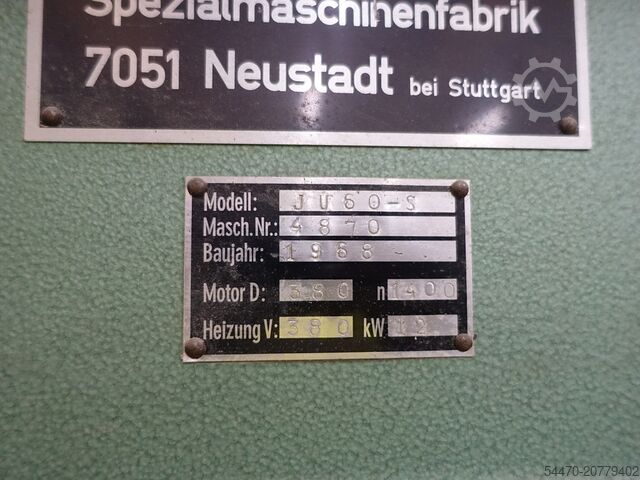 Spezialmaschinenfabrik
7051 Neustadt bei Stuttgart
Modell: JU60-S
Masch.Nr.: 4870
Baujahr: 1968-.
Motor D: 380 n 1400
Heizung V: 380 kW 12
54470-20779402